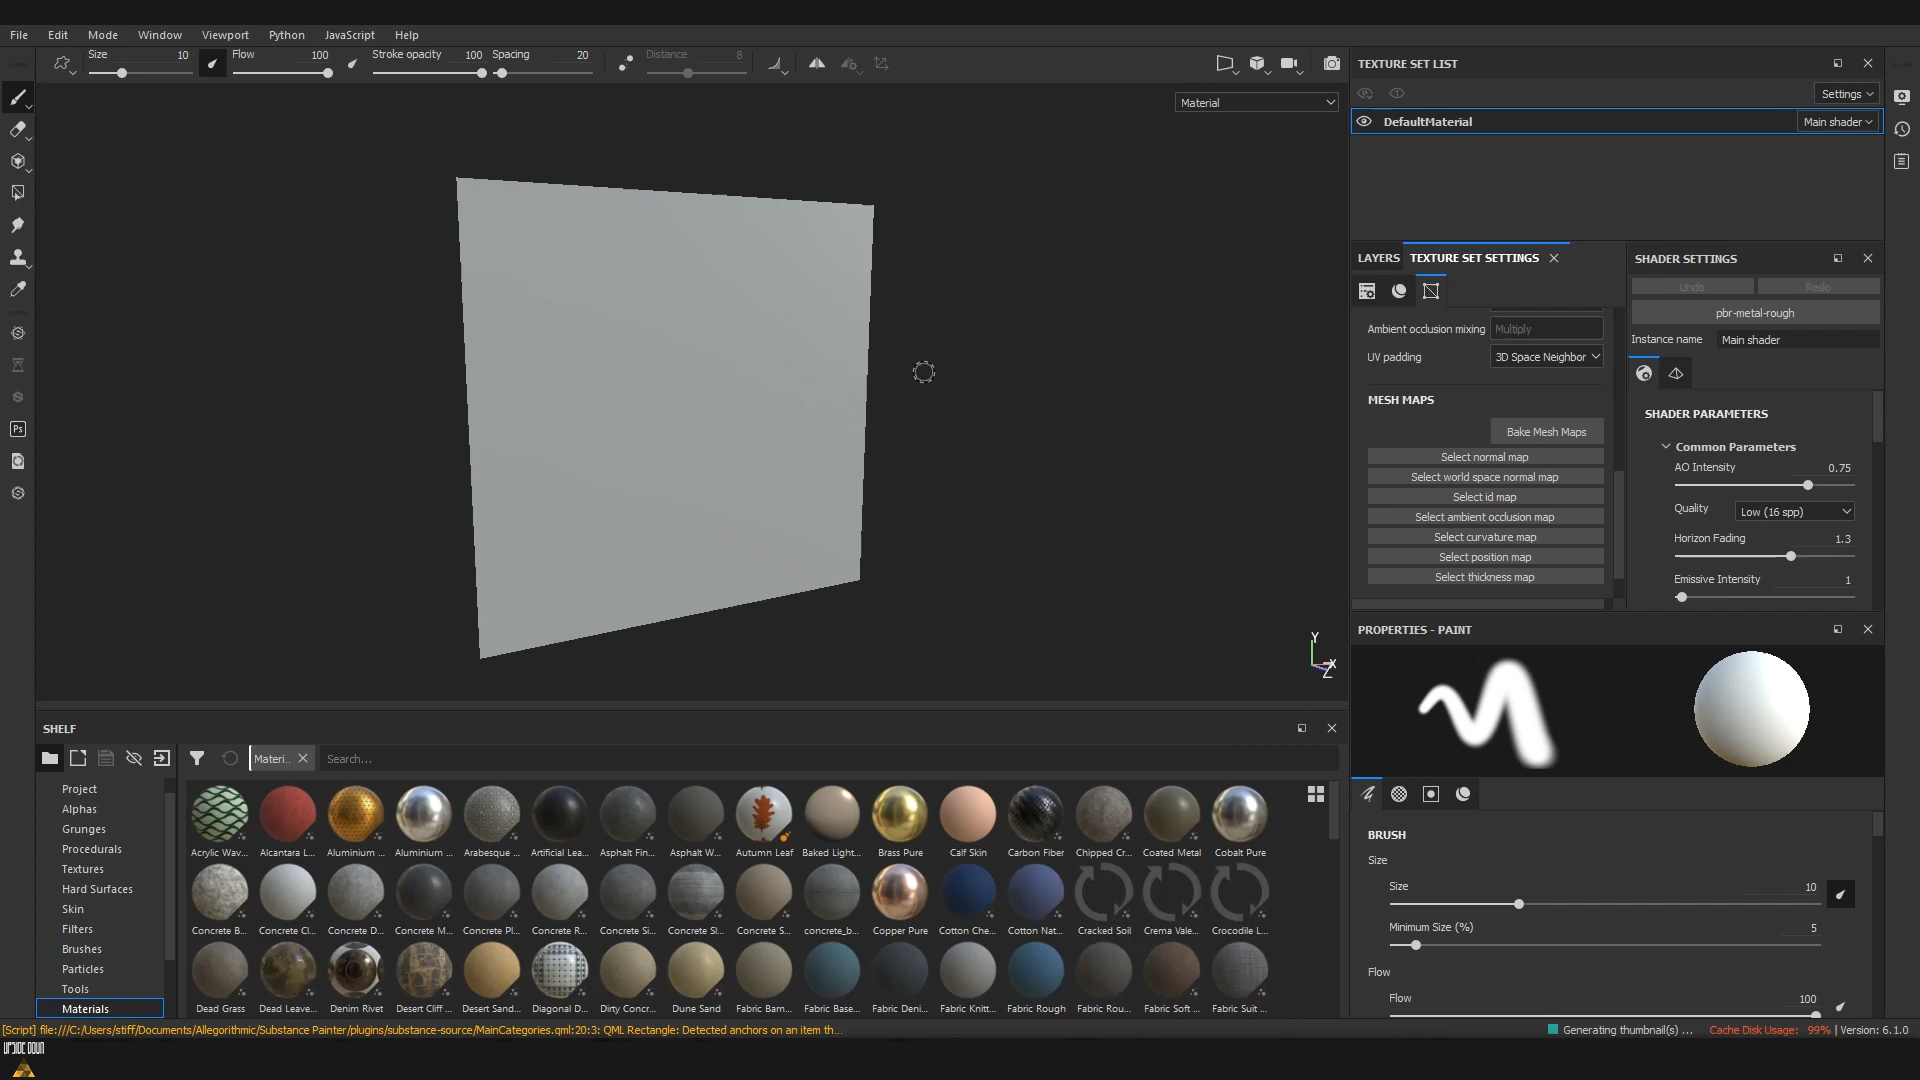 File Edit Mode Window Viewport Python JavaScript Help
Size 10 Flow 100 Stroke opacity 100 Spacing 20 Distance 8
Material
TEXTURE SET LIST
Settings
DefaultMaterial Main shader
LAYERS TEXTURE SET SETTINGS
Ambient occlusion mixing Multiply
UV padding 3D Space Neighbor
MESH MAPS
Bake Mesh Maps
Select normal map
Select world space normal map
Select id map
Select ambient occlusion map
Select curvature map
Select position map
Select thickness map
SHADER SETTINGS
Undo Redo
pbr-metal-rough
Instance name Main shader
SHADER PARAMETERS
Common Parameters
AO Intensity 0.75
Quality Low (16 spp)
Horizon Fading 1.3
Emissive Intensity 1
Ps
Y
X
Z
PROPERTIES - PAINT
BRUSH
Size
Size 10
Minimum Size (%) 5
Flow
Flow 100
SHELF
Materi.. Search...
Project
Alphas
Grunges
Procedurals
Textures
Hard Surfaces
Skin
Filters
Brushes
Particles
Tools
Materials
Acrylic Wav... Alcantara L... Aluminium ... Aluminium ... Arabesque ... Artificial Lea... Asphalt Fin... Asphalt W... Autumn Leaf Baked Light... Brass Pure Calf Skin Carbon Fiber Chipped Cr... Coated Metal Cobalt Pure
Concrete B... Concrete Cl... Concrete D... Concrete M... Concrete Pl... Concrete R... Concrete Si... Concrete Sl... Concrete S... concrete_b... Copper Pure Cotton Che... Cotton Nat... Cracked Soil Crema Vale... Crocodile L...
Dead Grass Dead Leave... Denim Rivet Desert Cliff ... Desert Sand... Diagonal D... Dirty Concr... Dune Sand Fabric Bam... Fabric Base... Fabric Deni... Fabric Knitt... Fabric Rough Fabric Rou... Fabric Soft ... Fabric Suit ...
[Script] file:///C:/Users/stiff/Documents/Allegorithmic/Substance Painter/plugins/substance-source/MainCategories.qml:20:3: QML Rectangle: Detected anchors on an item th...
Generating thumbnail(s) ... Cache Disk Usage: 99% | Version: 6.1.0
UPSIDE DOWN